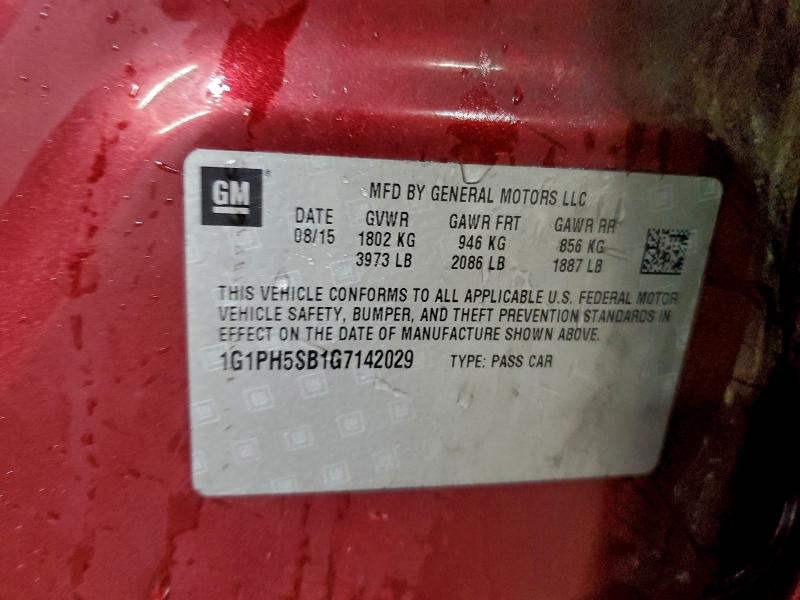 GM
MFD BY GENERAL MOTORS LLC
DATE GVWR GAWR FRT GAWR RR
08/15 1802 KG 946 KG 856 KG
3973 LB 2086 LB 1887 LB
THIS VEHICLE CONFORMS TO ALL APPLICABLE U.S. FEDERAL MOTOR
VEHICLE SAFETY, BUMPER, AND THEFT PREVENTION STANDARDS IN
EFFECT ON THE DATE OF MANUFACTURE SHOWN ABOVE.
1G1PH5SB1G7142029 TYPE: PASS CAR